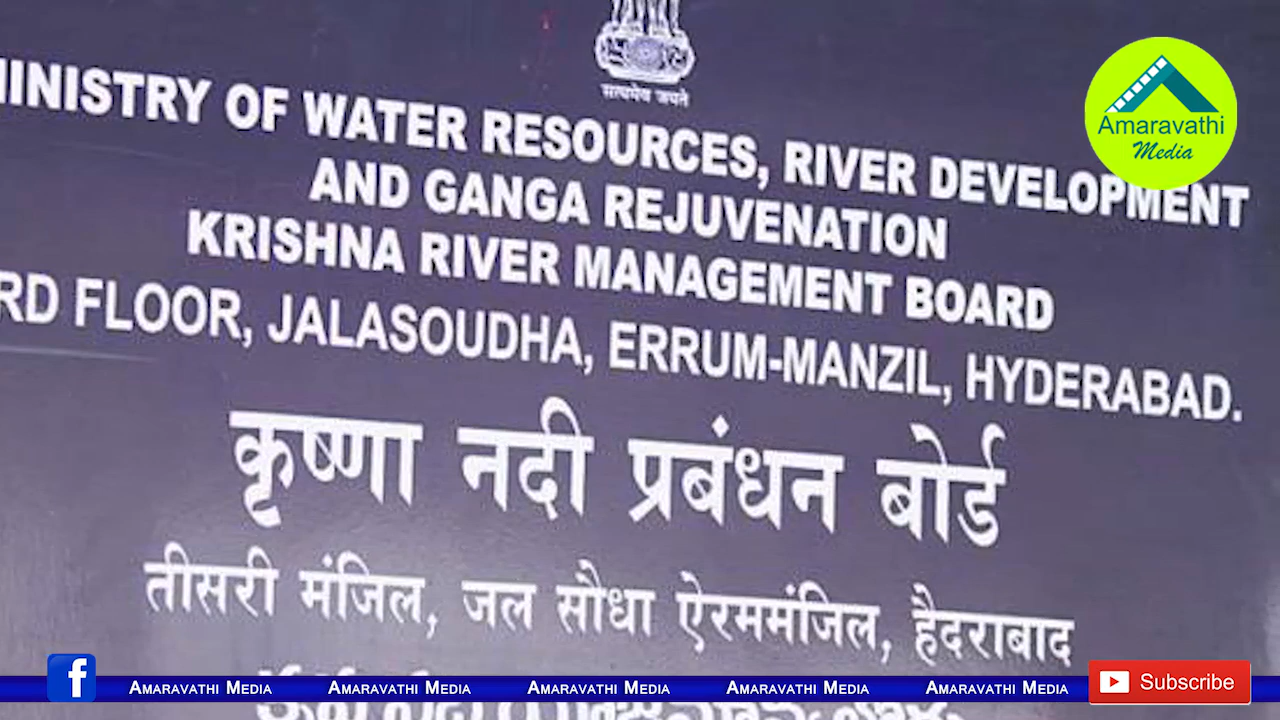 सत्यमेव जयते
MINISTRY OF WATER RESOURCES, RIVER DEVELOPMENT
AND GANGA REJUVENATION
KRISHNA RIVER MANAGEMENT BOARD
RD FLOOR, JALASOUDHA, ERRUM-MANZIL, HYDERABAD.
कृष्णा नदी प्रबंधन बोर्ड
तीसरी मंजिल, जल सौधा ऐरममंजिल, हैदराबाद
Amaravathi
Media
f Amaravathi Media Amaravathi Media Amaravathi Media Amaravathi Media Amaravathi Media Subscribe